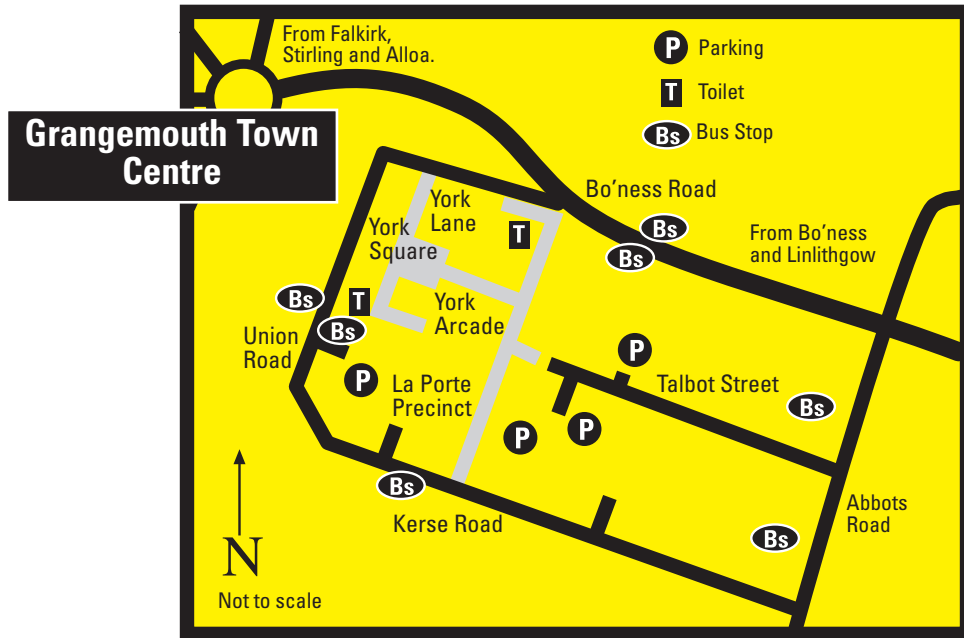 From Falkirk,
Stirling and Alloa.
P Parking
T Toilet
Bs Bus Stop
Grangemouth Town
Centre
Bo'ness Road
York
Lane
T
York
Square
Bs
Bs
From Bo'ness
and Linlithgow
Bs
T
Bs
York
Arcade
Union
Road
P
P
La Porte
Precinct
Talbot Street
Bs
P
P
Bs
Kerse Road
Abbots
Road
Bs
N
Not to scale